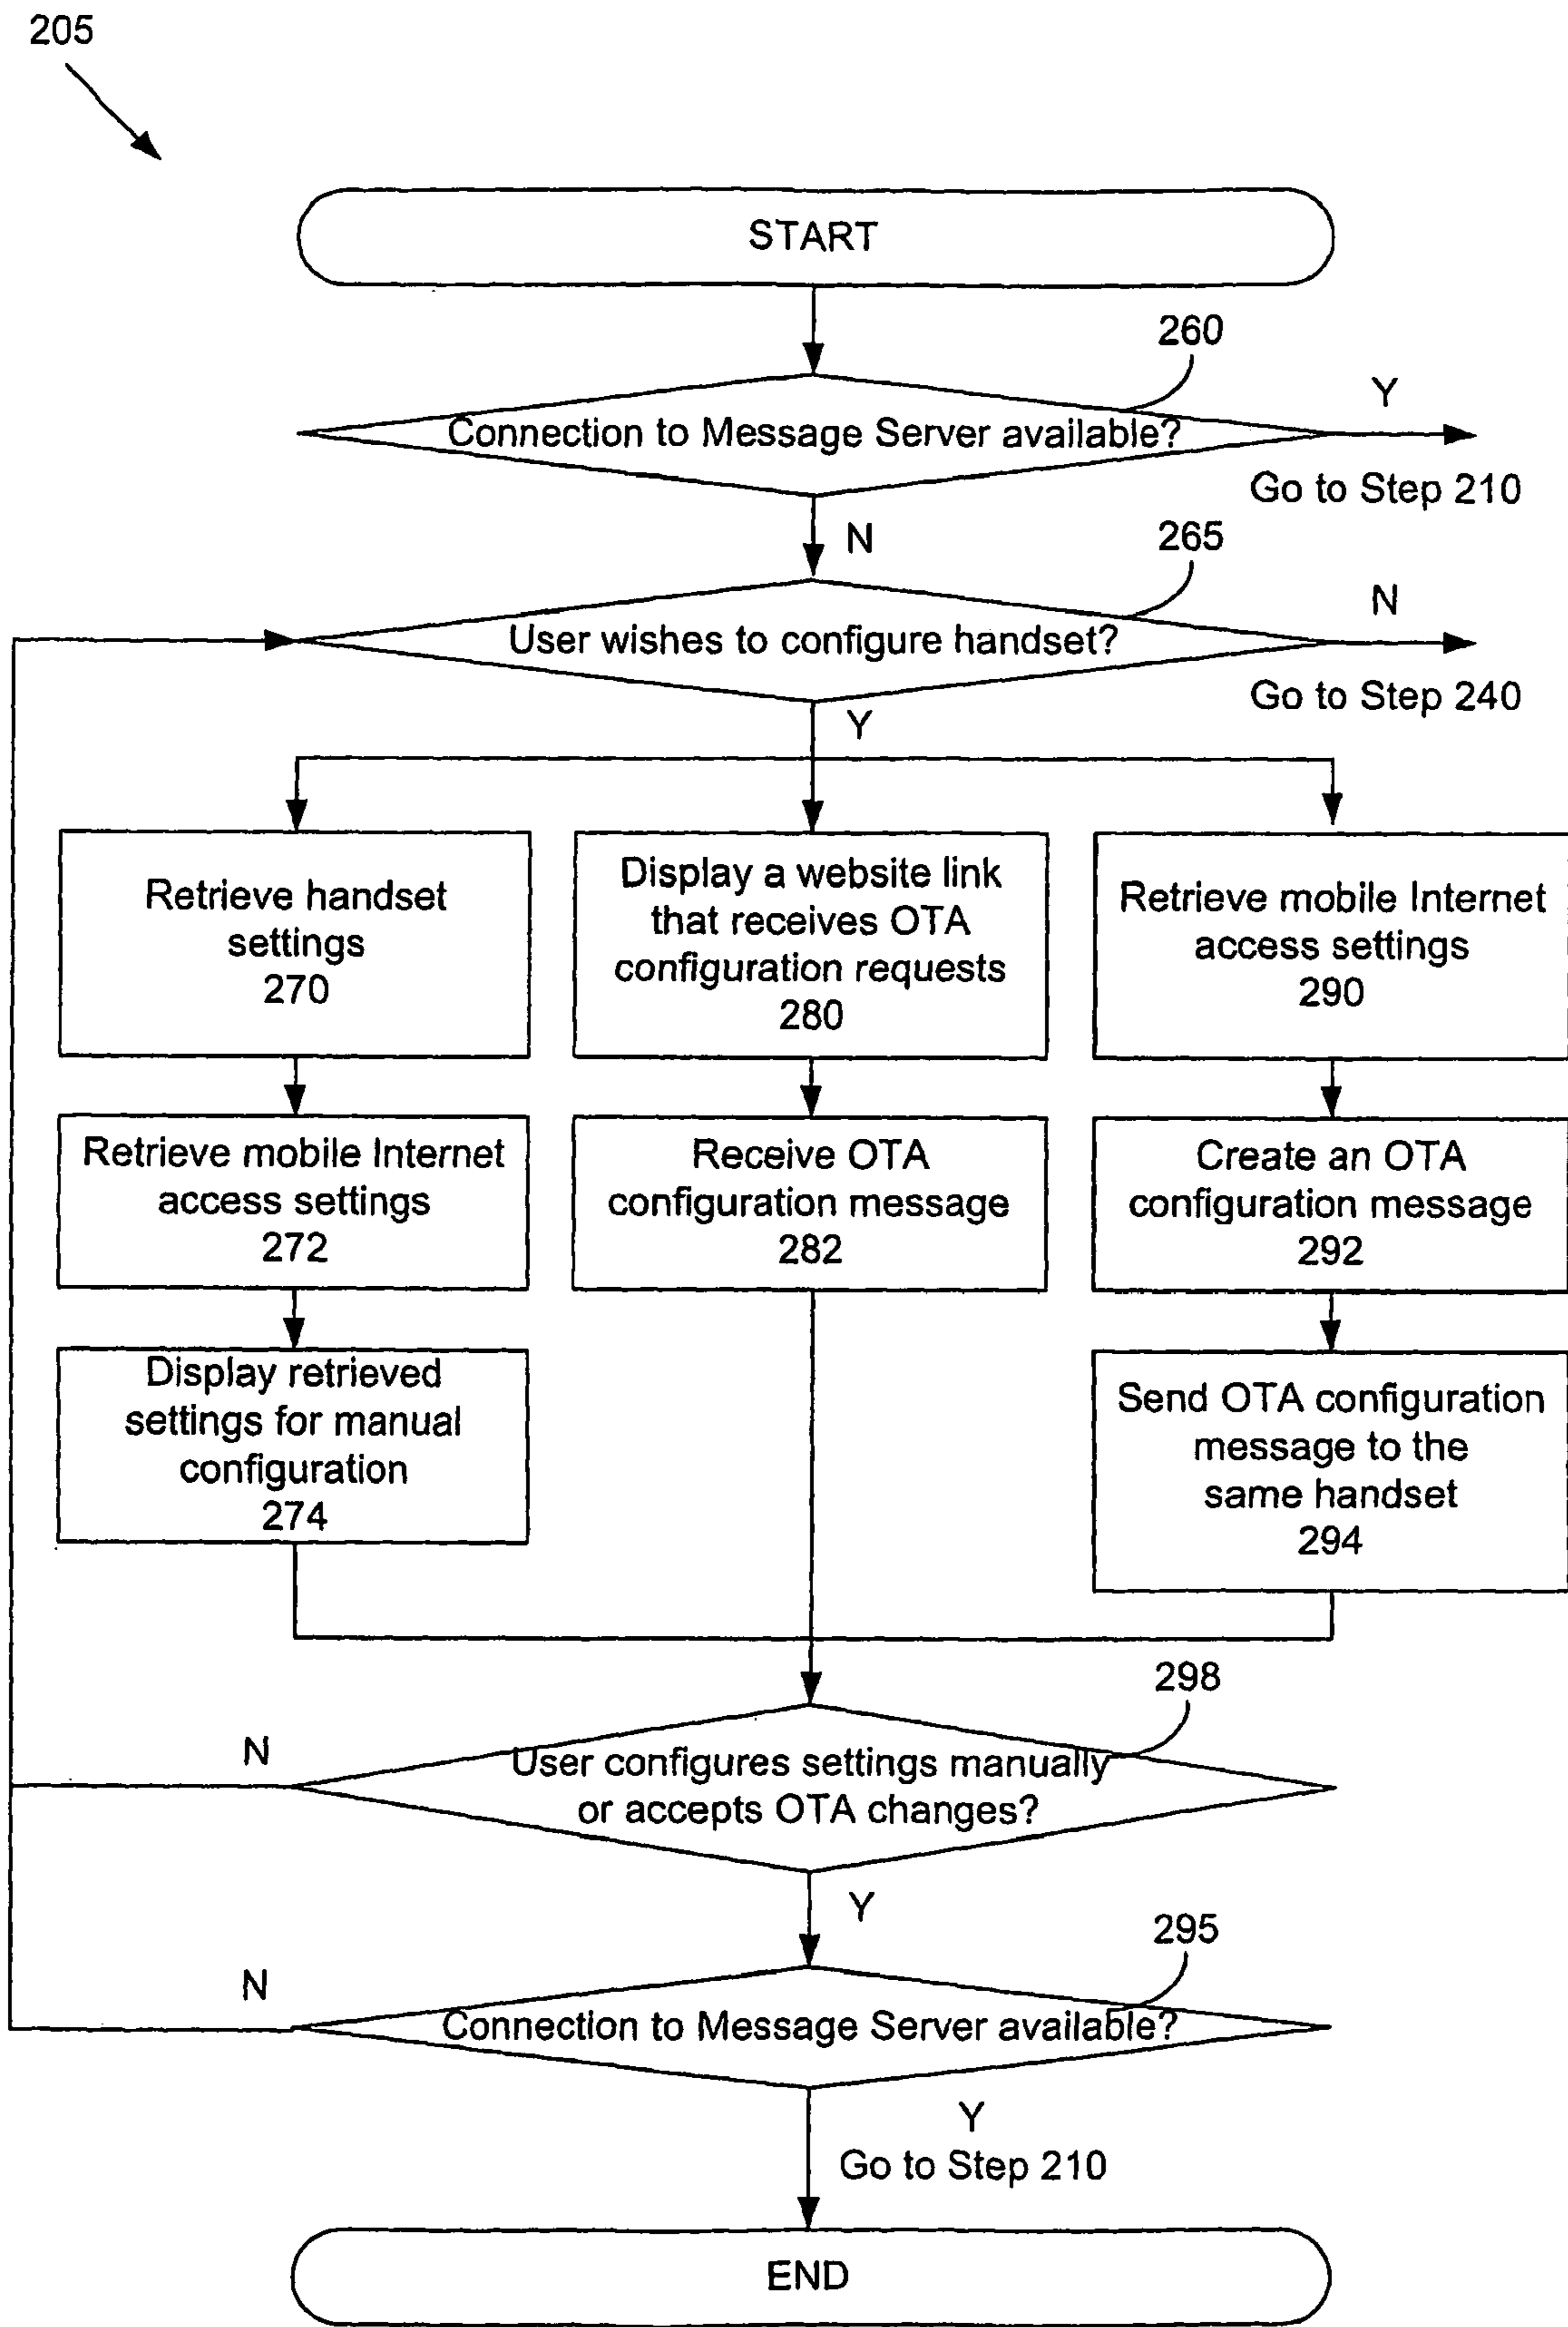 205
START
260
Connection to Message Server available?
Y
Go to Step 210
N
265
User wishes to configure handset?
N
Go to Step 240
Y
Retrieve handset
settings
270
Display a website link
that receives OTA
configuration requests
280
Retrieve mobile Internet
access settings
290
Retrieve mobile Internet
access settings
272
Receive OTA
configuration message
282
Create an OTA
configuration message
292
Display retrieved
settings for manual
configuration
274
Send OTA configuration
message to the
same handset
294
298
N
User configures settings manually
or accepts OTA changes?
Y
295
N
Connection to Message Server available?
Y
Go to Step 210
END